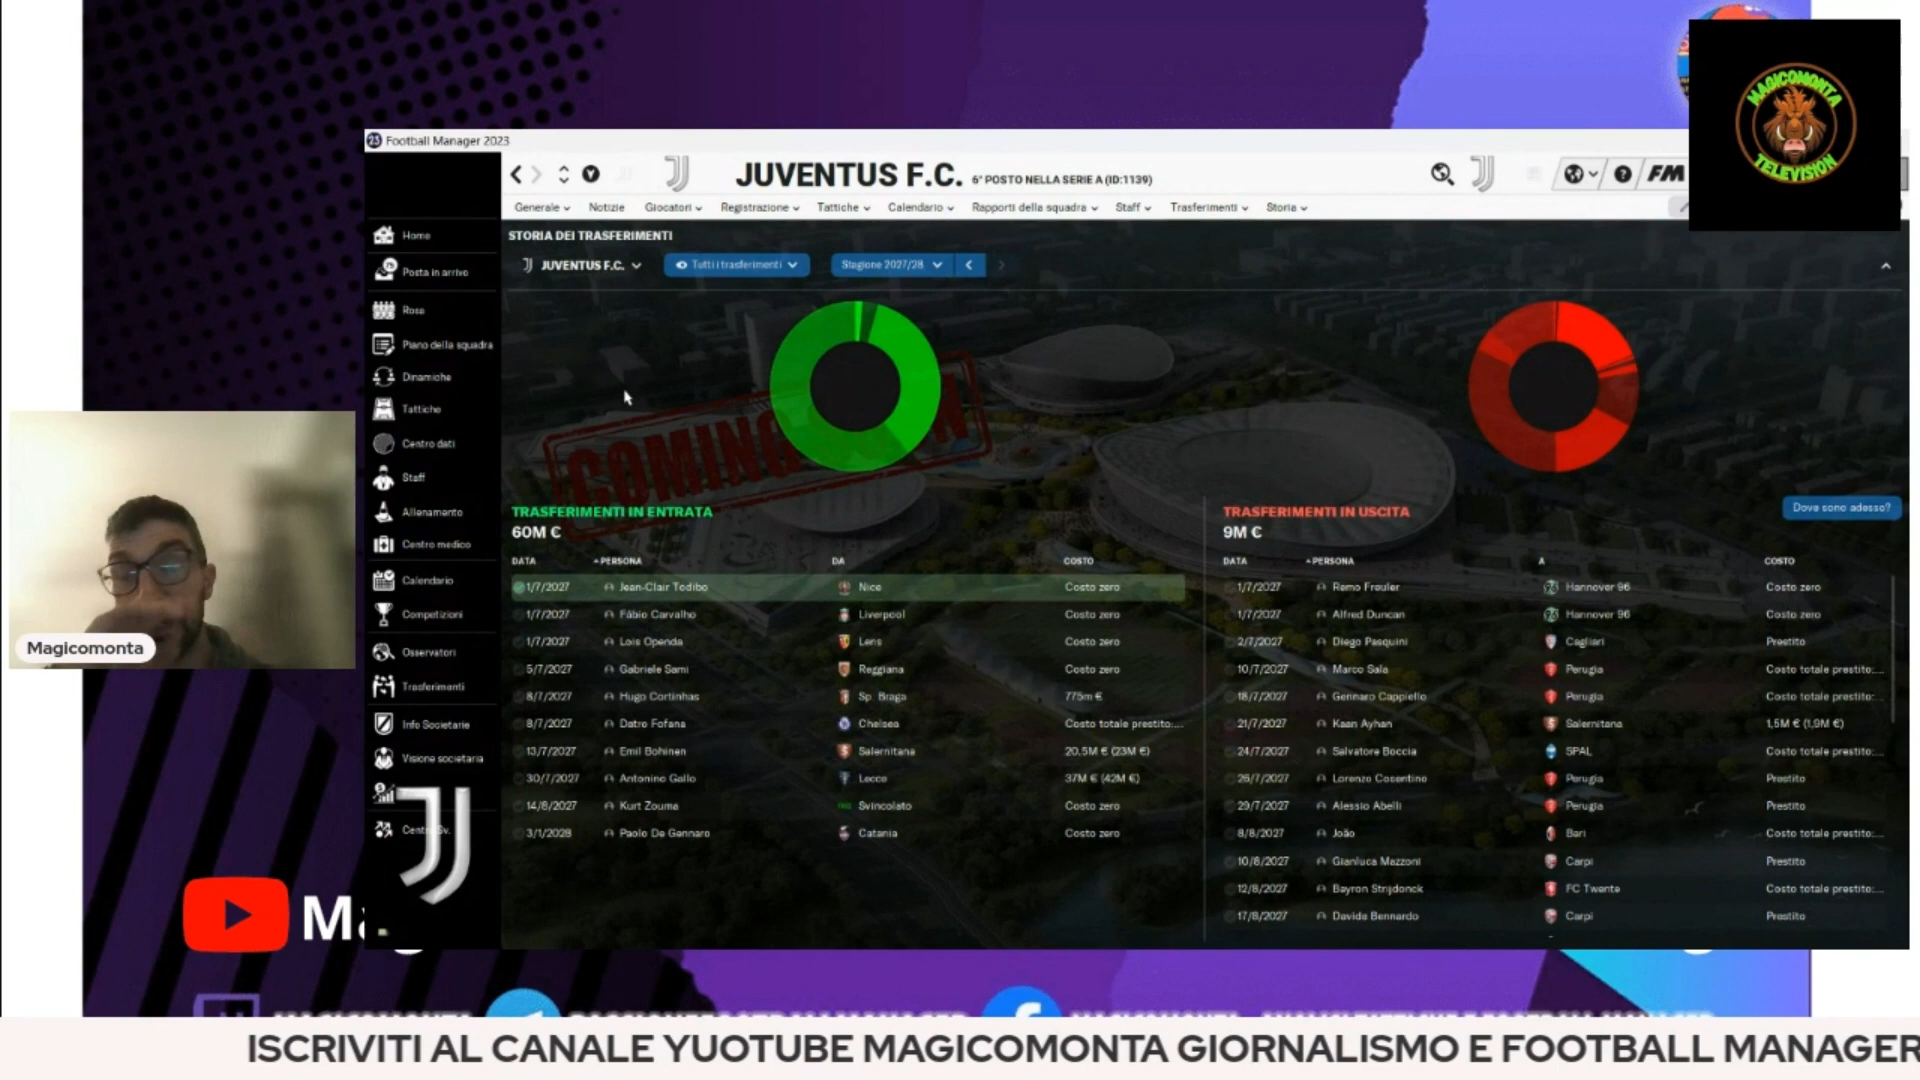 MAGICOMONTA
TELEVISION
Football Manager 2023
JUVENTUS F.C. 6° POSTO NELLA SERIE A (ID:1139)
FM
Generale Notizie Giocatori Registrazione Tattiche Calendario Rapporti della squadra Staff Trasferimenti Storia
STORIA DEI TRASFERIMENTI
JUVENTUS F.C. Tutti i trasferimenti Stagione 2027/28
Home
Posta in arrivo
Rosa
Piano della squadra
Dinamiche
Tattiche
Centro dati
Staff
Allenamento
Centro medico
Calendario
Competizioni
Osservatori
Trasferimenti
Info Societarie
Visione societaria
COMING
TRASFERIMENTI IN ENTRATA
60M €
DATA PERSONA DA COSTO
1/7/2027 Jean-Clair Todibo Nice Costo zero
1/7/2027 Fábio Carvalho Liverpool Costo zero
1/7/2027 Lois Openda Lens Costo zero
5/7/2027 Gabriele Sami Reggiana Costo zero
8/7/2027 Hugo Cortinhas Sp. Braga 775m €
8/7/2027 Datro Fofana Chelsea Costo totale prestito:...
13/7/2027 Emil Bohinen Salernitana 20.5M € (23M €)
30/7/2027 Antonino Gallo Lecce 37M € (42M €)
14/8/2027 Kurt Zouma Svincolato Costo zero
3/1/2028 Paolo De Gennaro Catania Costo zero
TRASFERIMENTI IN USCITA
9M €
Dove sono adesso?
DATA PERSONA A COSTO
1/7/2027 Remo Freuler Hannover 96 Costo zero
1/7/2027 Alfred Duncan Hannover 96 Costo zero
2/7/2027 Diego Pasquini Cagliari Prestito
10/7/2027 Marco Sala Perugia Costo totale prestito:...
18/7/2027 Gennaro Cappiello Perugia Costo totale prestito:...
21/7/2027 Kaan Ayhan Salernitana 1,5M € (1,9M €)
24/7/2027 Salvatore Boccia SPAL Costo totale prestito:...
26/7/2027 Lorenzo Cosentino Perugia Prestito
29/7/2027 Alessio Abelli Perugia Prestito
8/8/2027 João Bari Costo totale prestito:...
10/8/2027 Gianluca Mazzoni Carpi Prestito
12/8/2027 Bayron Strijdonck FC Twente Costo totale prestito:...
17/8/2027 Davide Bennardo Carpi Prestito
Magicomonta
ISCRIVITI AL CANALE YUOTUBE MAGICOMONTA GIORNALISMO E FOOTBALL MANAGER